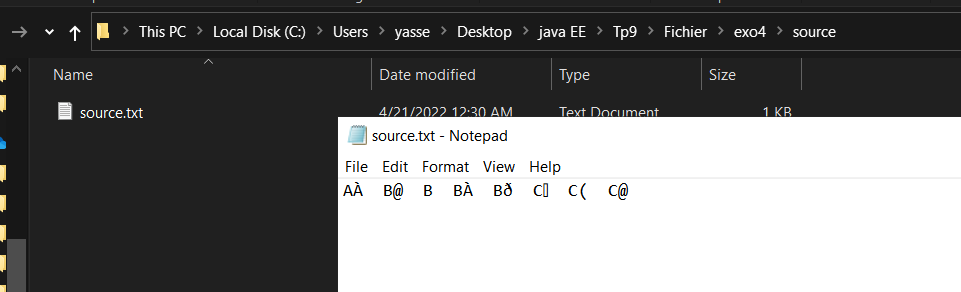 This PC > Local Disk (C:) > Users > yasse > Desktop > java EE > Tp9 > Fichier > exo4 > source
Name Date modified Type Size
source.txt 4/21/2022 12:30 AM Text Document 1 KB
source.txt - Notepad
File Edit Format View Help
AÀ B@ B BÀ Bð C▯ C( C@